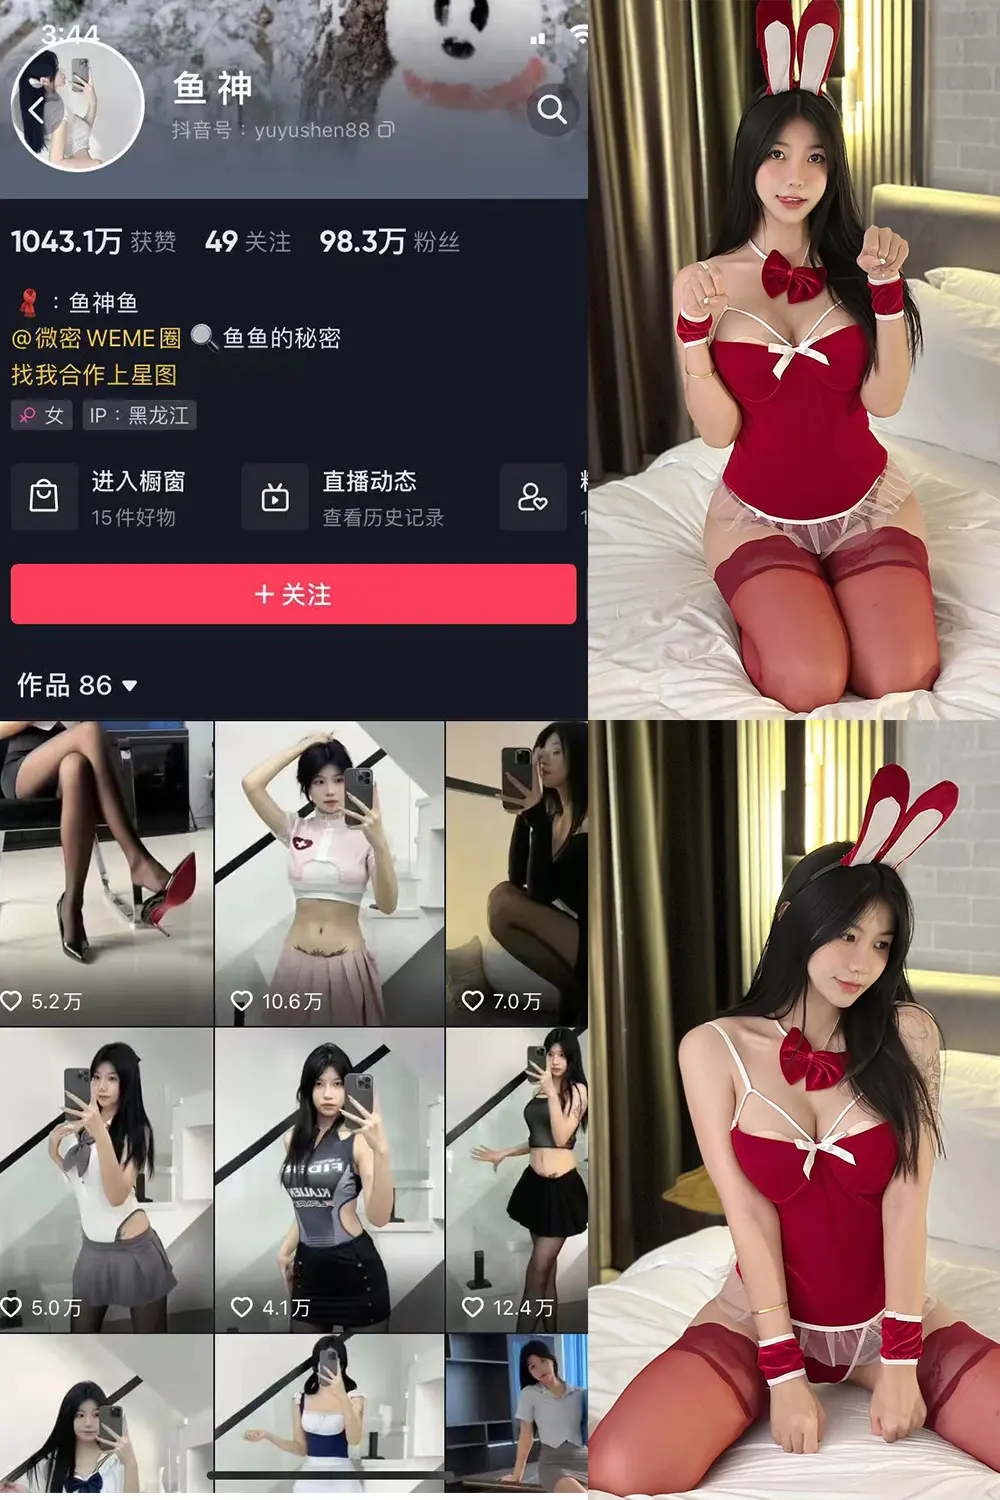 3:44
鱼神
抖音号：yuyushen88
1043.1万 获赞 49 关注 98.3万 粉丝
：鱼神鱼
@微密 WEME圈 鱼鱼的秘密
找我合作上星图
女 IP：黑龙江
进入橱窗
15件好物
直播动态
查看历史记录
+ 关注
作品 86
5.2万
10.6万
7.0万
5.0万
4.1万
12.4万